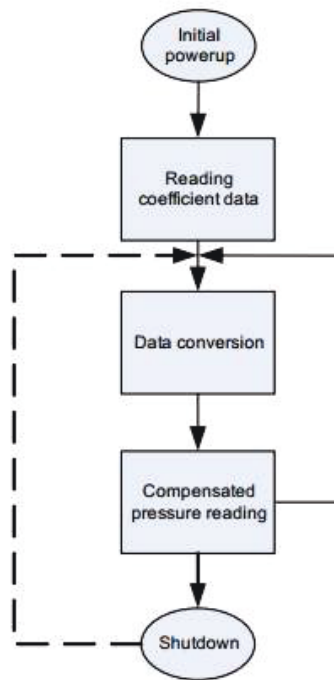 Initial
powerup
Reading
coefficient data
Data conversion
Compensated
pressure reading
Shutdown